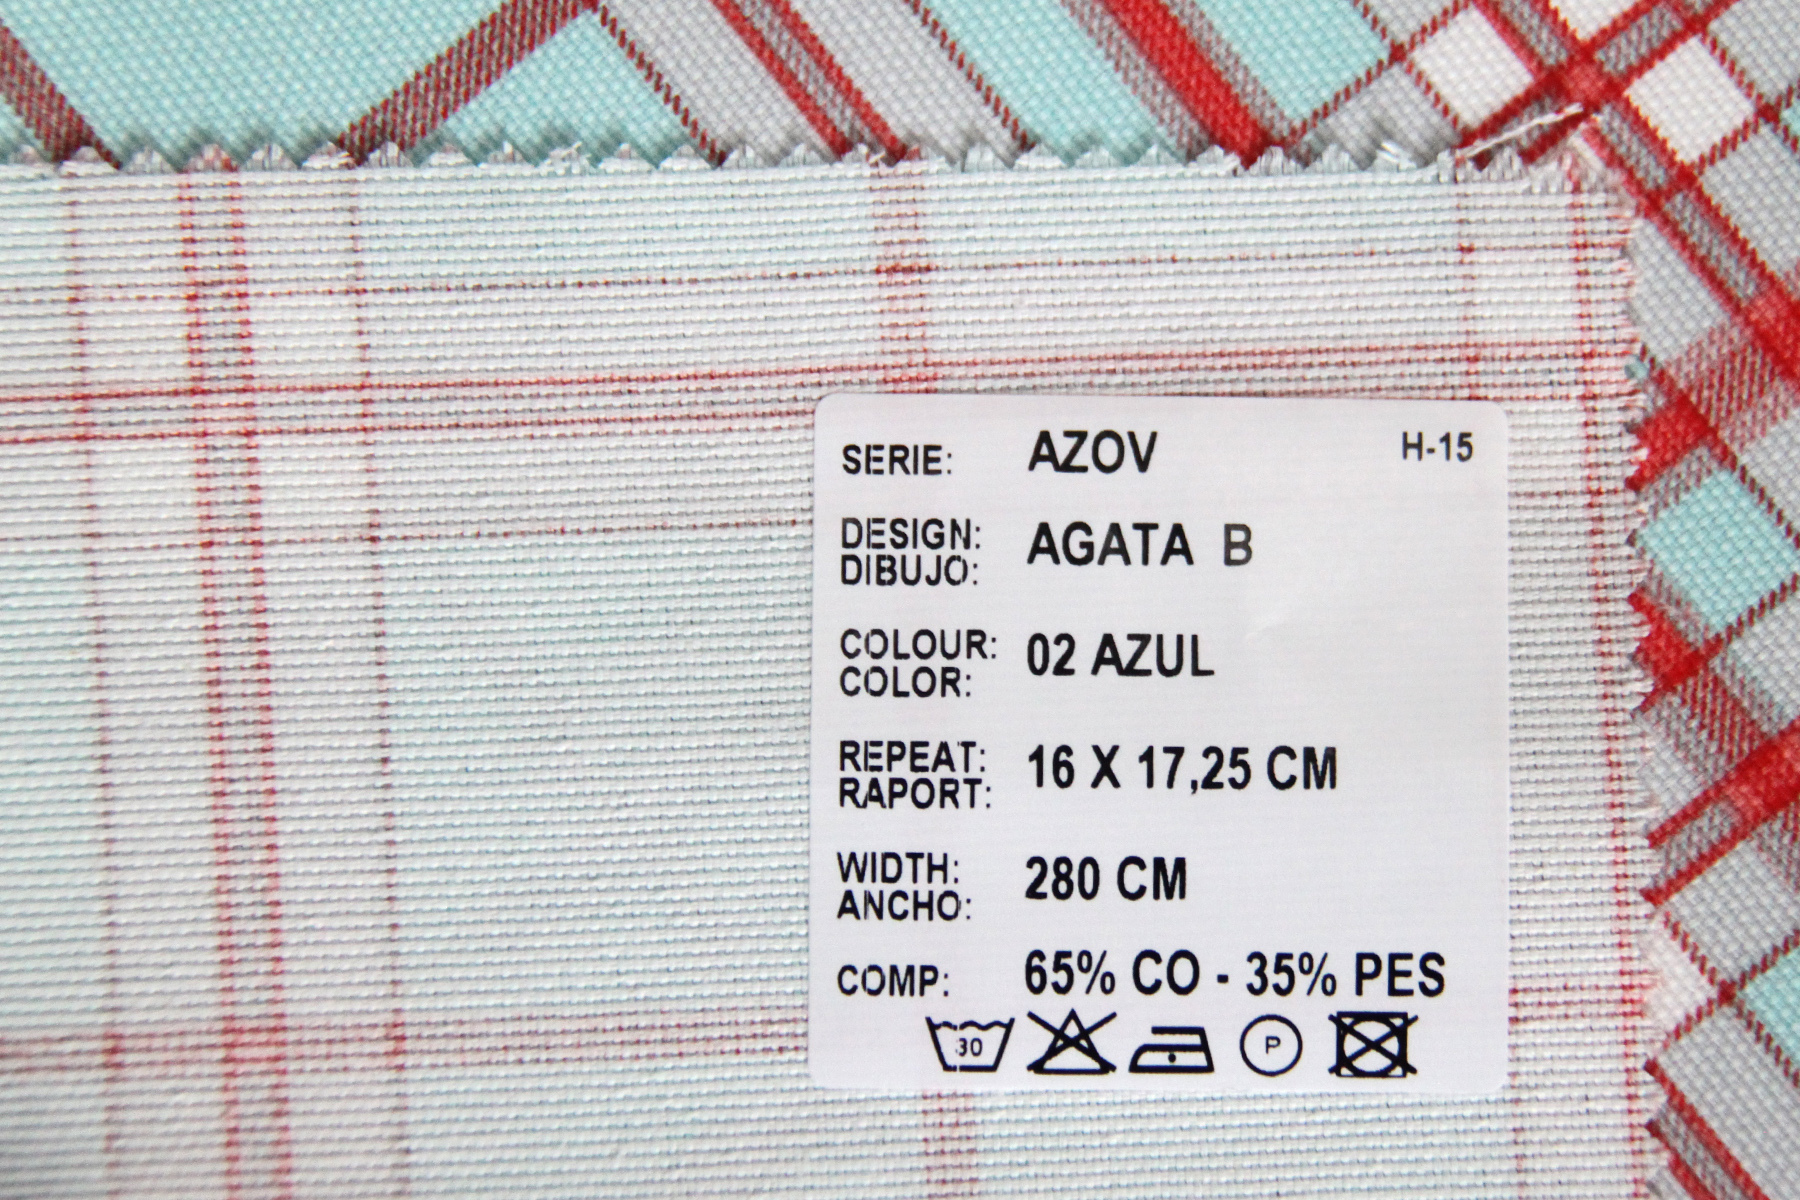 SERIE: AZOV H-15
DESIGN: AGATA B
DIBUJO:
COLOUR: 02 AZUL
COLOR:
REPEAT: 16 X 17,25 CM
RAPORT:
WIDTH: 280 CM
ANCHO:
COMP: 65% CO - 35% PES
30 P